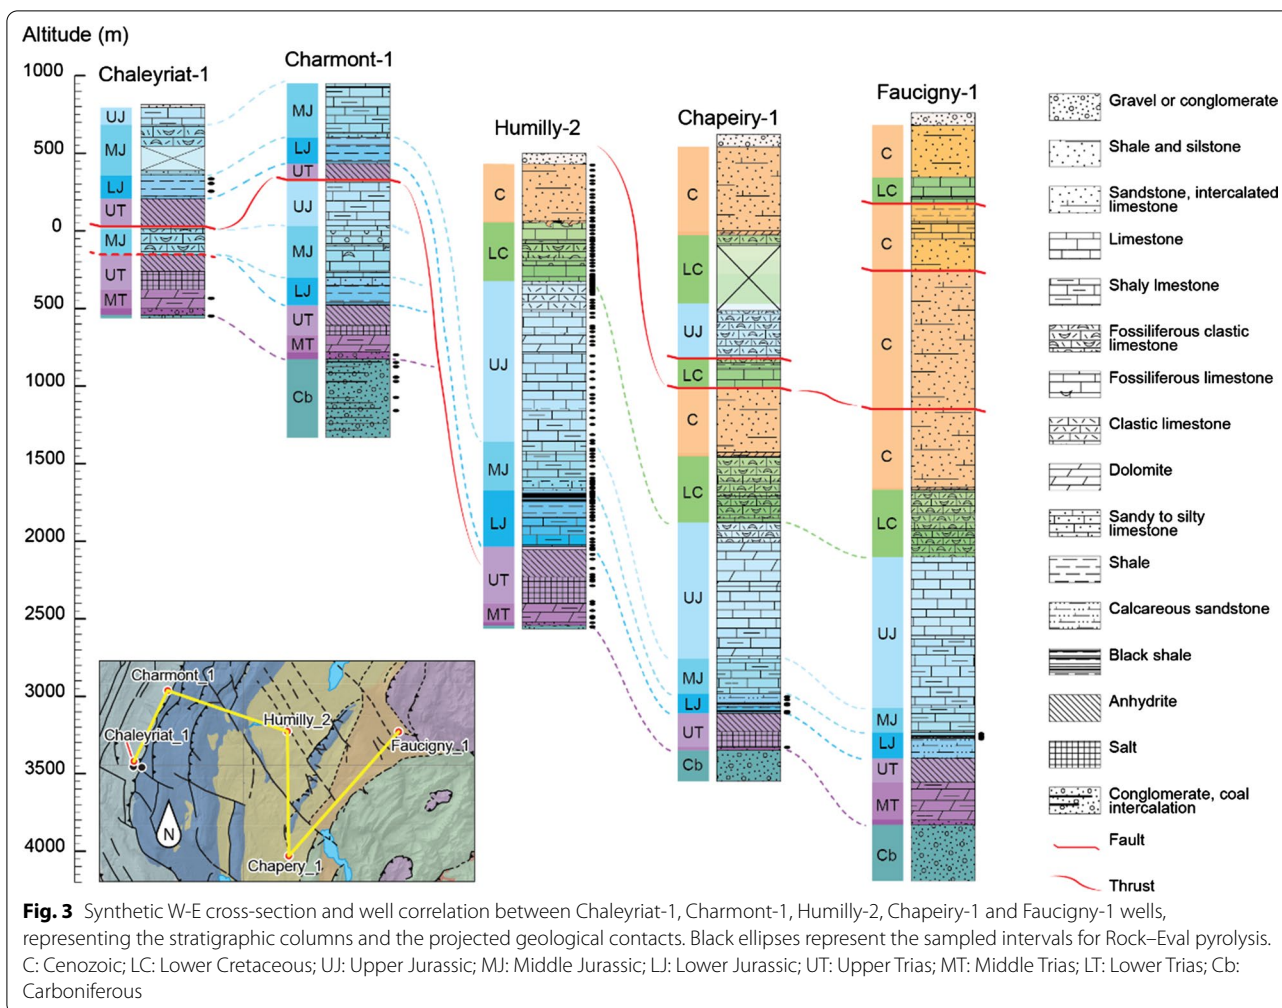 Altitude (m)
1000
500
0
500
1000
1500
2000
2500
3000
3500
4000
Chaleyriat-1
UJ
MJ
LJ
UT
MJ
UT
MT
Charmont-1
MJ
LJ
UT
UJ
MJ
LJ
UT
MT
Cb
Humilly-2
C
LC
UJ
MJ
LJ
UT
MT
Chapeiry-1
C
LC
UJ
LC
C
LC
UJ
MJ
LJ
UT
Cb
Faucigny-1
C
LC
C
C
C
LC
UJ
MJ
LJ
UT
MT
Cb
Gravel or conglomerate
Shale and silstone
Sandstone, intercalated
limestone
Limestone
Shaly lmestone
Fossiliferous clastic
limestone
Fossiliferous limestone
Clastic limestone
Dolomite
Sandy to silty
limestone
Shale
Calcareous sandstone
Black shale
Anhydrite
Salt
Conglomerate, coal
intercalation
Fault
Thrust
Charmont_1
Chaleyriat_1
Humilly_2
Faucigny_1
Chapery_1
N
Fig. 3 Synthetic W-E cross-section and well correlation between Chaleyriat-1, Charmont-1, Humilly-2, Chapeiry-1 and Faucigny-1 wells,
representing the stratigraphic columns and the projected geological contacts. Black ellipses represent the sampled intervals for Rock–Eval pyrolysis.
C: Cenozoic; LC: Lower Cretaceous; UJ: Upper Jurassic; MJ: Middle Jurassic; LJ: Lower Jurassic; UT: Upper Trias; MT: Middle Trias; LT: Lower Trias; Cb:
Carboniferous